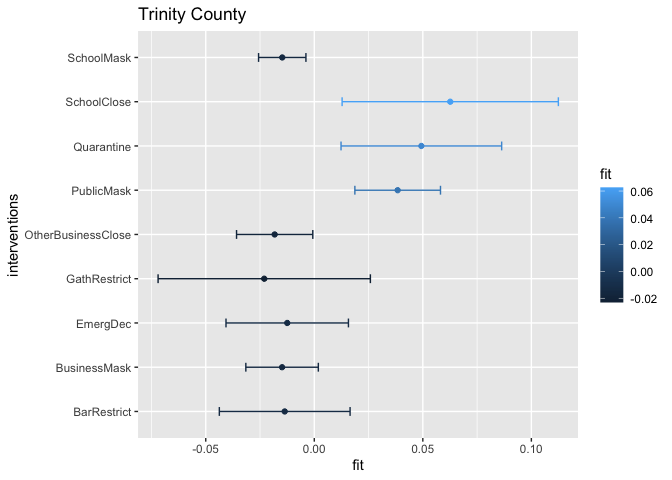 Trinity County
interventions
SchoolMask
SchoolClose
Quarantine
PublicMask
OtherBusinessClose
GathRestrict
EmergDec
BusinessMask
BarRestrict
-0.05
0.00
0.05
0.10
fit
fit
0.06
0.04
0.02
0.00
-0.02